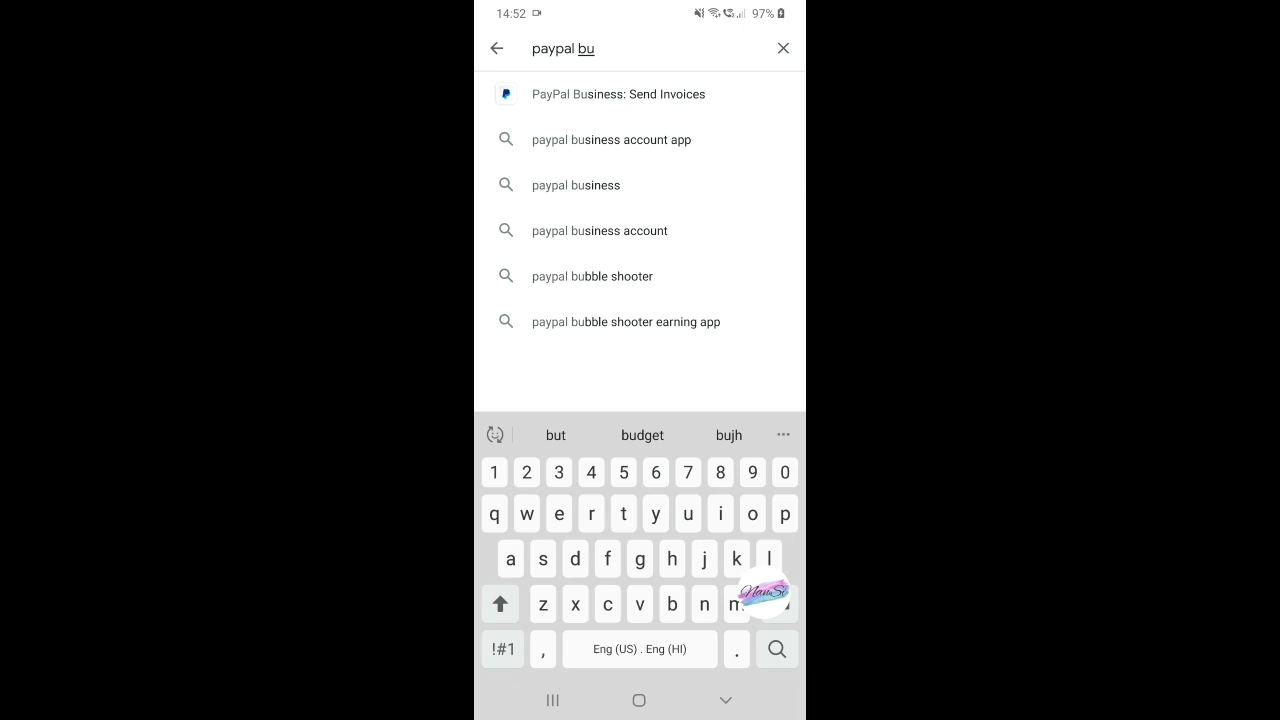 14:52 97%
paypal bu
PayPal Business: Send Invoices
paypal business account app
paypal business
paypal business account
paypal bubble shooter
paypal bubble shooter earning app
but budget bujh
1 2 3 4 5 6 7 8 9 0
q w e r t y u i o p
a s d f g h j k l
z x c v b n m
!#1 , Eng (US) . Eng (HI) .